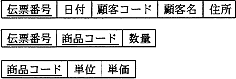 伝票番号 日付 顧客コード 顧客名 住所
伝票番号 商品コード 数量
商品コード 単位 単価